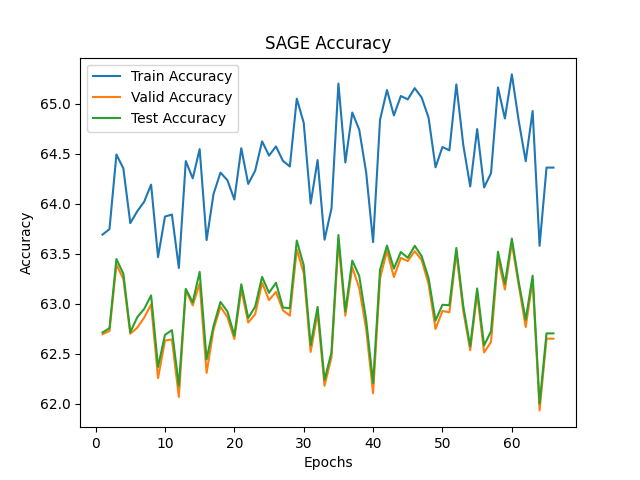 SAGE Accuracy
Train Accuracy
Valid Accuracy
Test Accuracy
65.0
64.5
64.0
63.5
63.0
62.5
62.0
Accuracy
0 10 20 30 40 50 60
Epochs